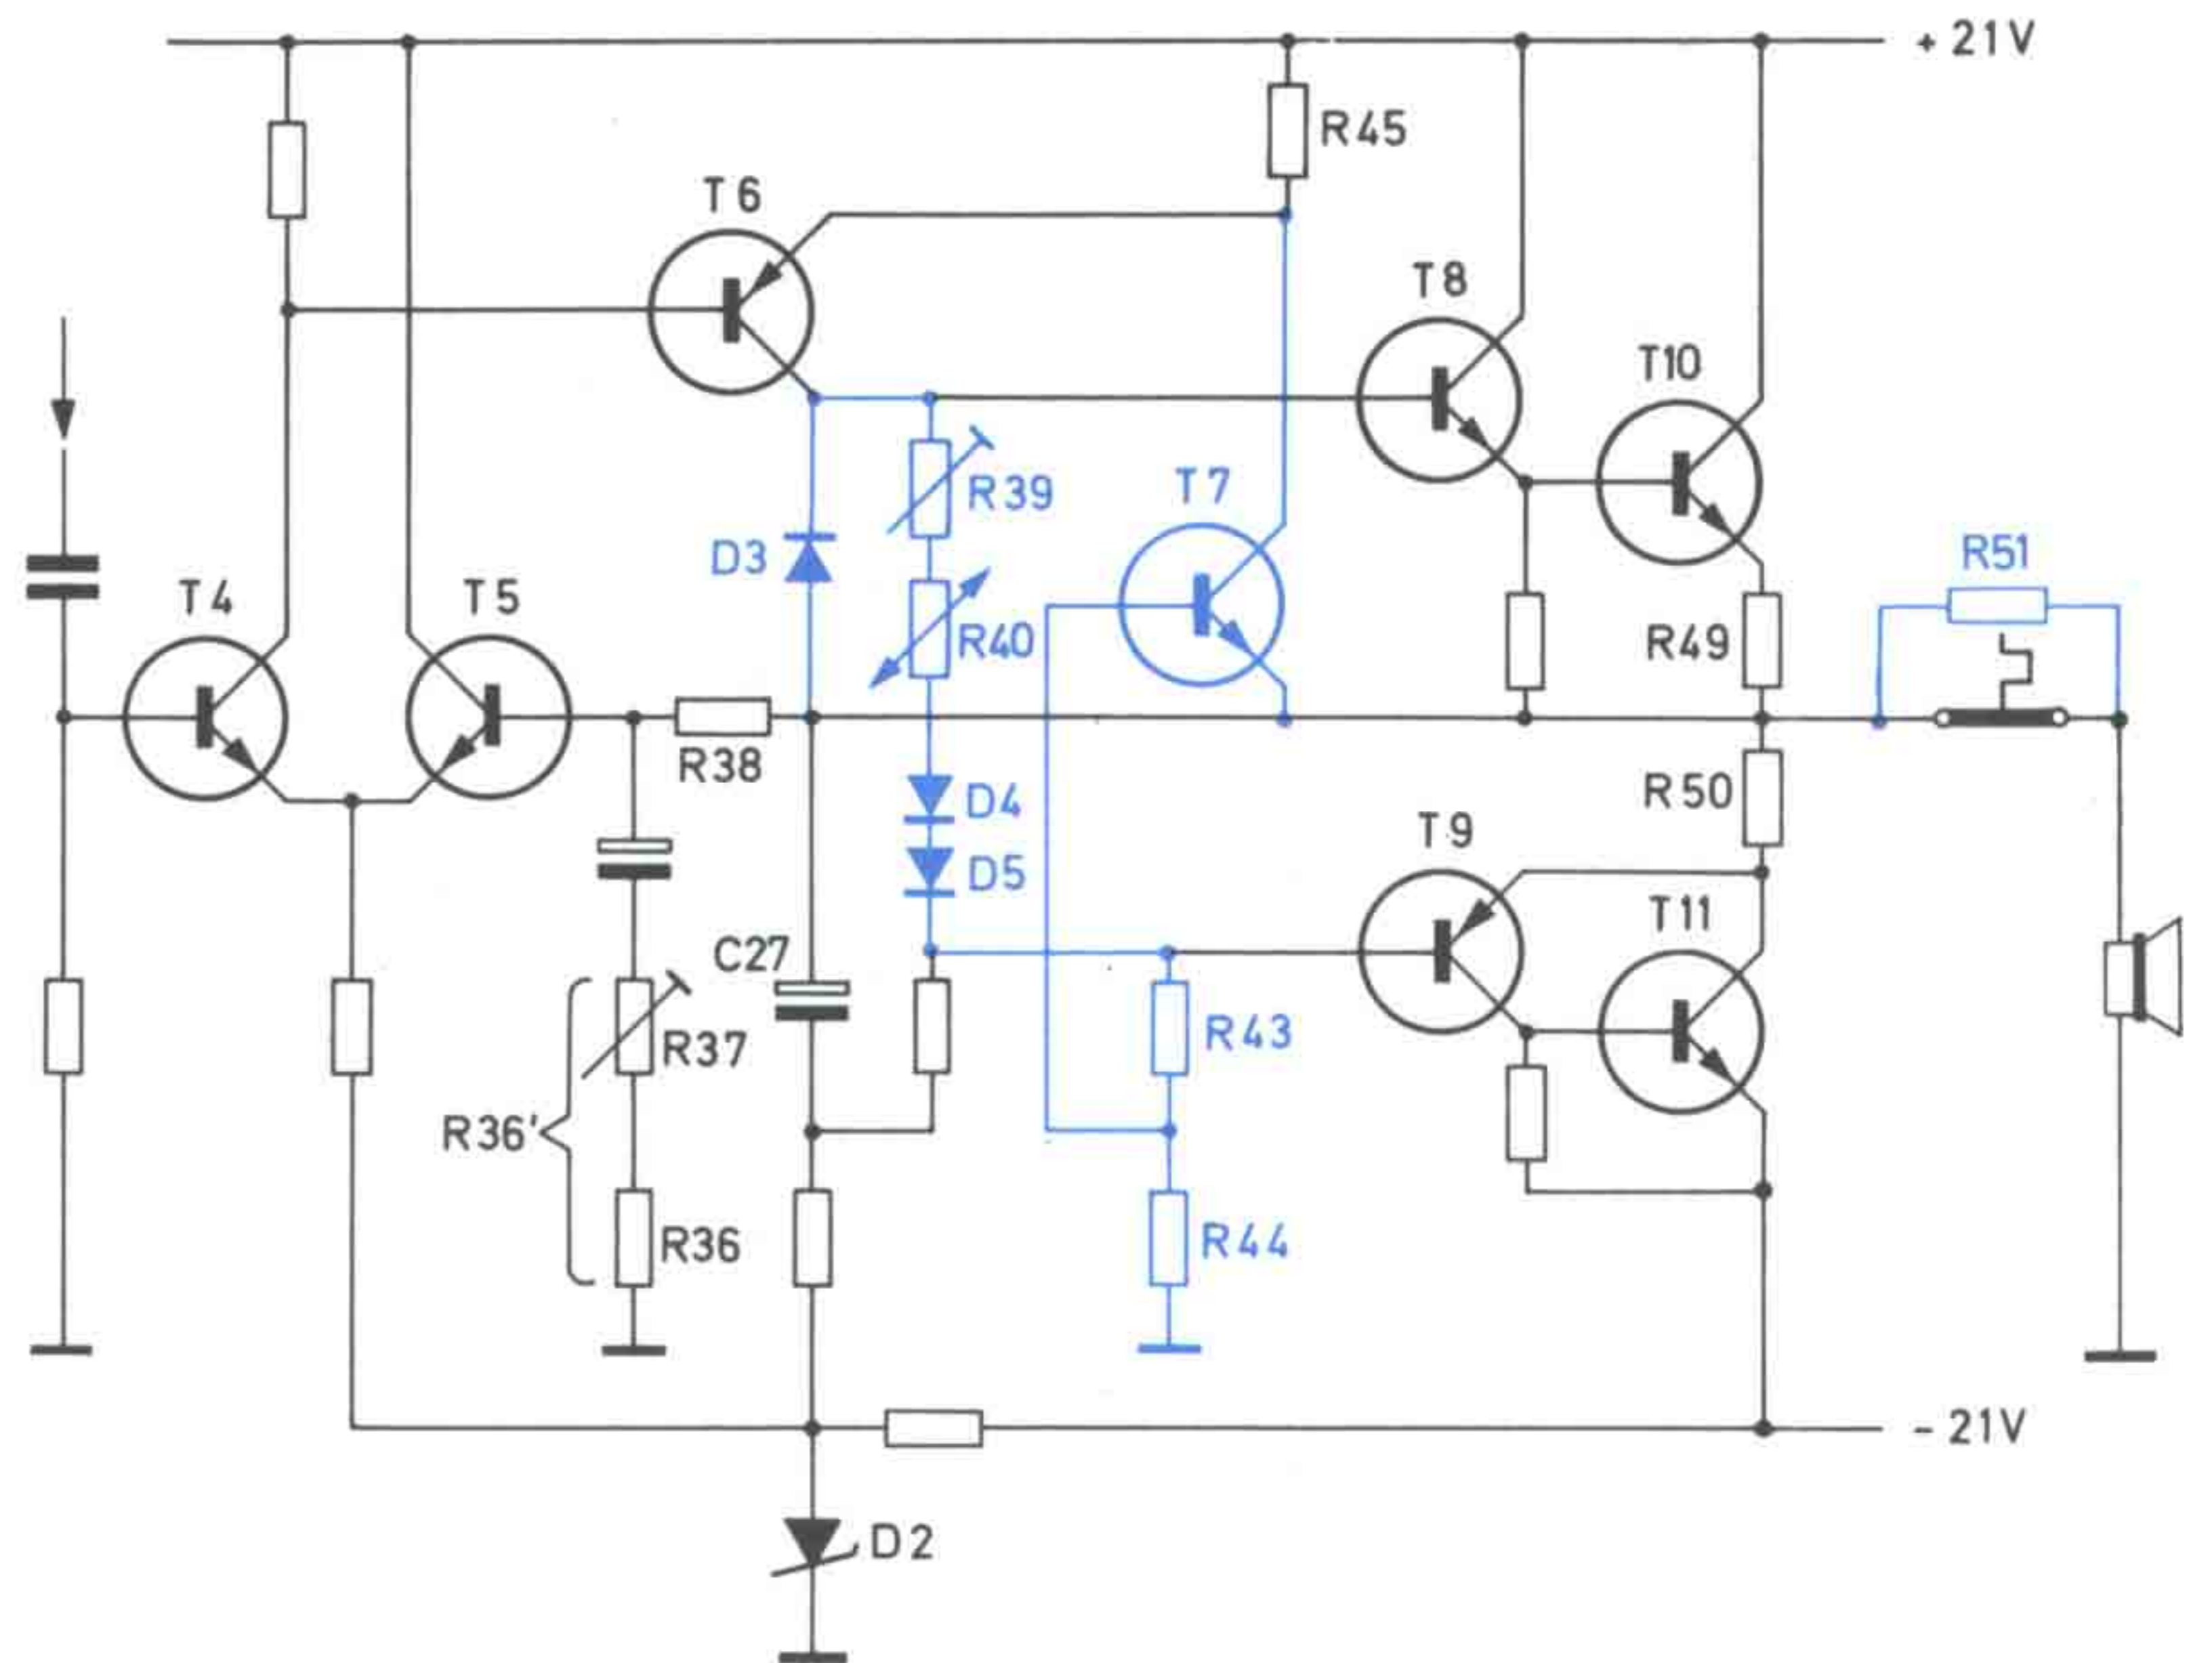 + 21V
R45
T6
T8
T10
R39
T7
D3
R51
T4
T5
R40
R49
R38
R50
D4
T9
D5
T11
C27
R43
R37
R36'
R36
R44
- 21V
D2